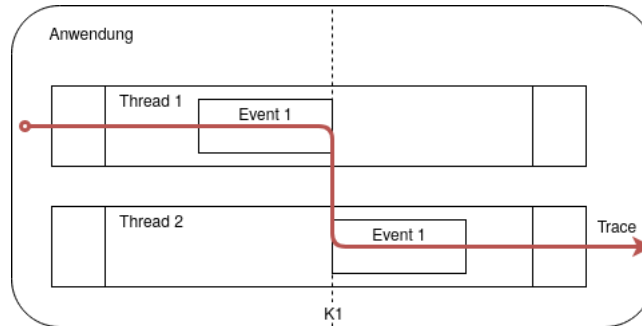 Anwendung
Thread 1
Event 1
Thread 2
Event 1
Trace
K1